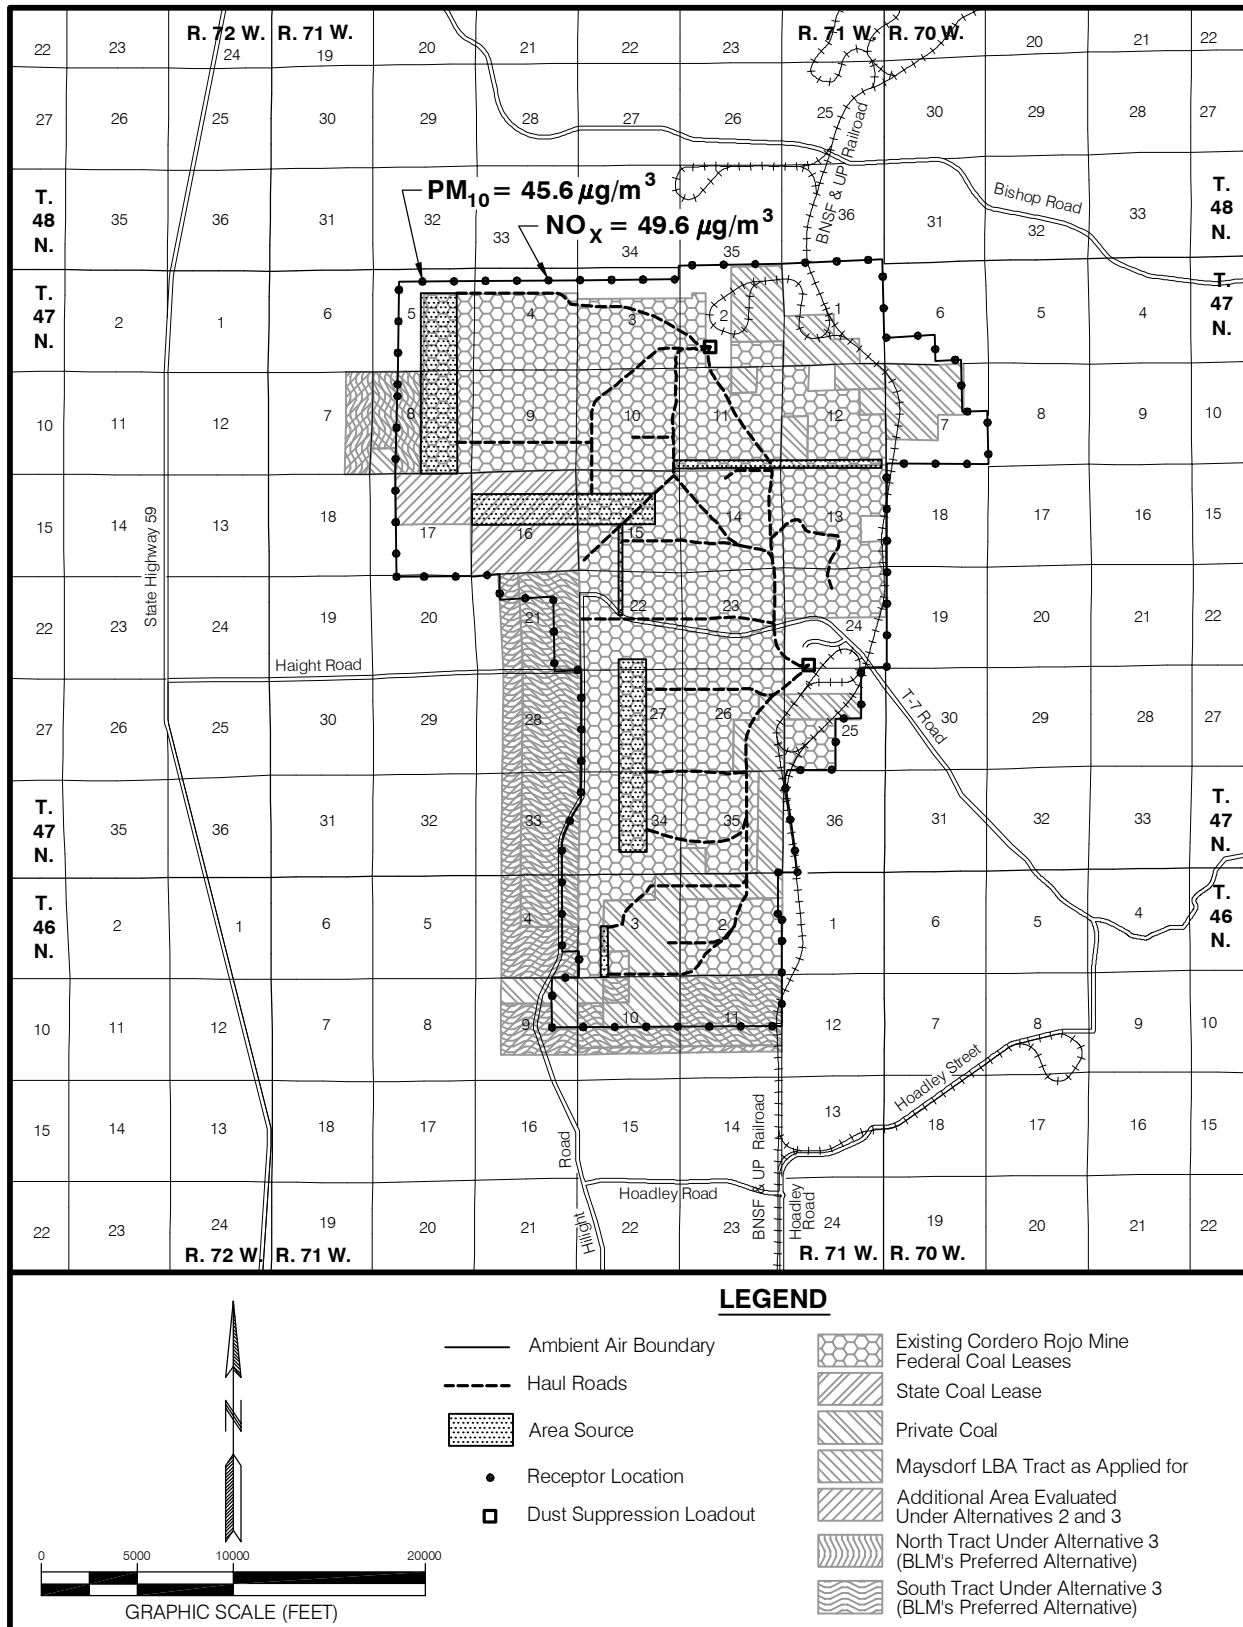 R. 72 W. R. 71 W. R. 71 W. R. 70 W.
22 23 24 19 20 21 22 23 20 21 22
27 26 25 30 29 28 27 26 25 30 29 28 27
BNSF & UP Railroad
Bishop Road
T. 48 N. 35 36 31 32 33 34 35 36 31 32 33 T. 48 N.
PM10 = 45.6 µg/m3
NOX = 49.6 µg/m3
T. 47 N. 2 1 6 5 4 3 2 1 6 5 4 T. 47 N.
10 11 12 7 8 9 10 11 12 7 8 9 10
15 14 13 18 17 16 15 14 13 18 17 16 15
State Highway 59
22 23 24 19 20 21 22 23 24 19 20 21 22
Haight Road
T-7 Road
27 26 25 30 29 28 27 26 25 30 29 28 27
T. 47 N. 35 36 31 32 33 34 35 36 31 32 33 T. 47 N.
T. 46 N. 2 1 6 5 4 3 2 1 6 5 4 T. 46 N.
10 11 12 7 8 9 10 11 12 7 8 9 10
Hoadley Street
15 14 13 18 17 16 15 14 13 18 17 16 15
BNSF & UP Railroad
Hilight Road
Hoadley Road
Hoadley Road
22 23 24 19 20 21 22 23 24 19 20 21 22
R. 72 W. R. 71 W. R. 71 W. R. 70 W.
LEGEND
Ambient Air Boundary
Haul Roads
Area Source
Receptor Location
Dust Suppression Loadout
Existing Cordero Rojo Mine
Federal Coal Leases
State Coal Lease
Private Coal
Maysdorf LBA Tract as Applied for
Additional Area Evaluated
Under Alternatives 2 and 3
North Tract Under Alternative 3
(BLM's Preferred Alternative)
South Tract Under Alternative 3
(BLM's Preferred Alternative)
N
0 5000 10000 20000
GRAPHIC SCALE (FEET)